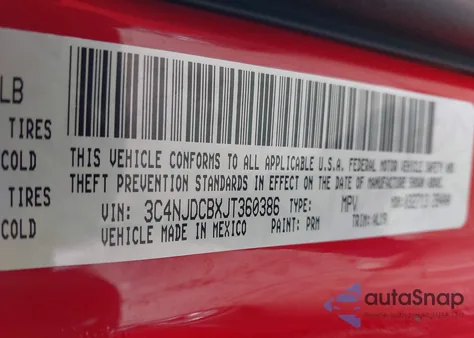 LB
TIRES
COLD
TIRES
COLD
THIS VEHICLE CONFORMS TO ALL APPLICABLE U.S.A. FEDERAL MOTOR VEHICLE SAFETY AND
THEFT PREVENTION STANDARDS IN EFFECT ON THE DATE OF MANUFACTURE SHOWN ABOVE.
VIN: 3C4NJDCBXJT360386 TYPE: MPV MDH:
VEHICLE MADE IN MEXICO PAINT: PRM TRIM:
autoSnap